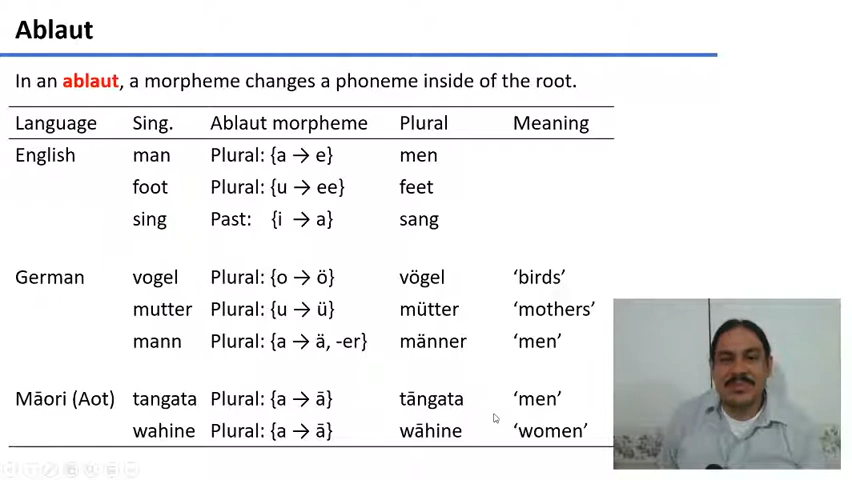 Ablaut
In an ablaut, a morpheme changes a phoneme inside of the root.
Language Sing. Ablaut morpheme Plural Meaning
English man Plural: {a → e} men
foot Plural: {u → ee} feet
sing Past: {i → a} sang
German vogel Plural: {o → ö} vögel ‘birds’
mutter Plural: {u → ü} mütter ‘mothers’
mann Plural: {a → ä, -er} männer ‘men’
Māori (Aot) tangata Plural: {a → ā} tāngata ‘men’
wahine Plural: {a → ā} wāhine ‘women’